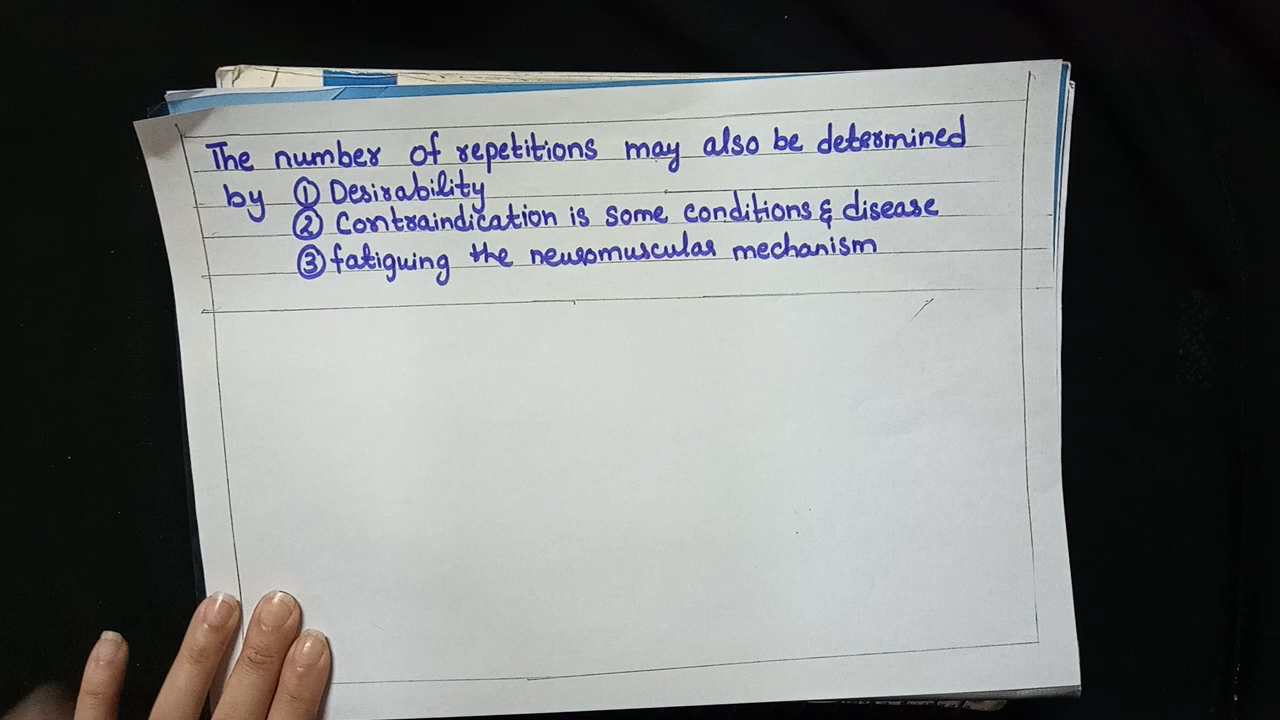 The number of repetitions may also be determined
by ① Desirability
② Contraindication is some conditions & disease
③ fatiguing the neuromuscular mechanism